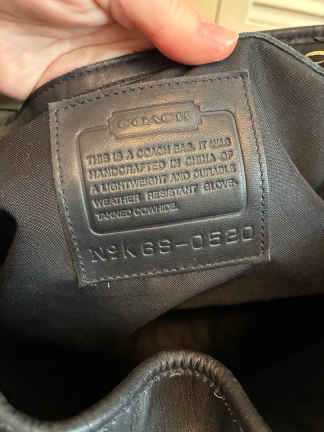 COACH
THIS IS A COACH BAG. IT WAS
HANDCRAFTED IN CHINA OF
A LIGHTWEIGHT AND DURABLE
WEATHER RESISTANT GLOVE-
TANNED COWHIDE.
NO K6S-0520